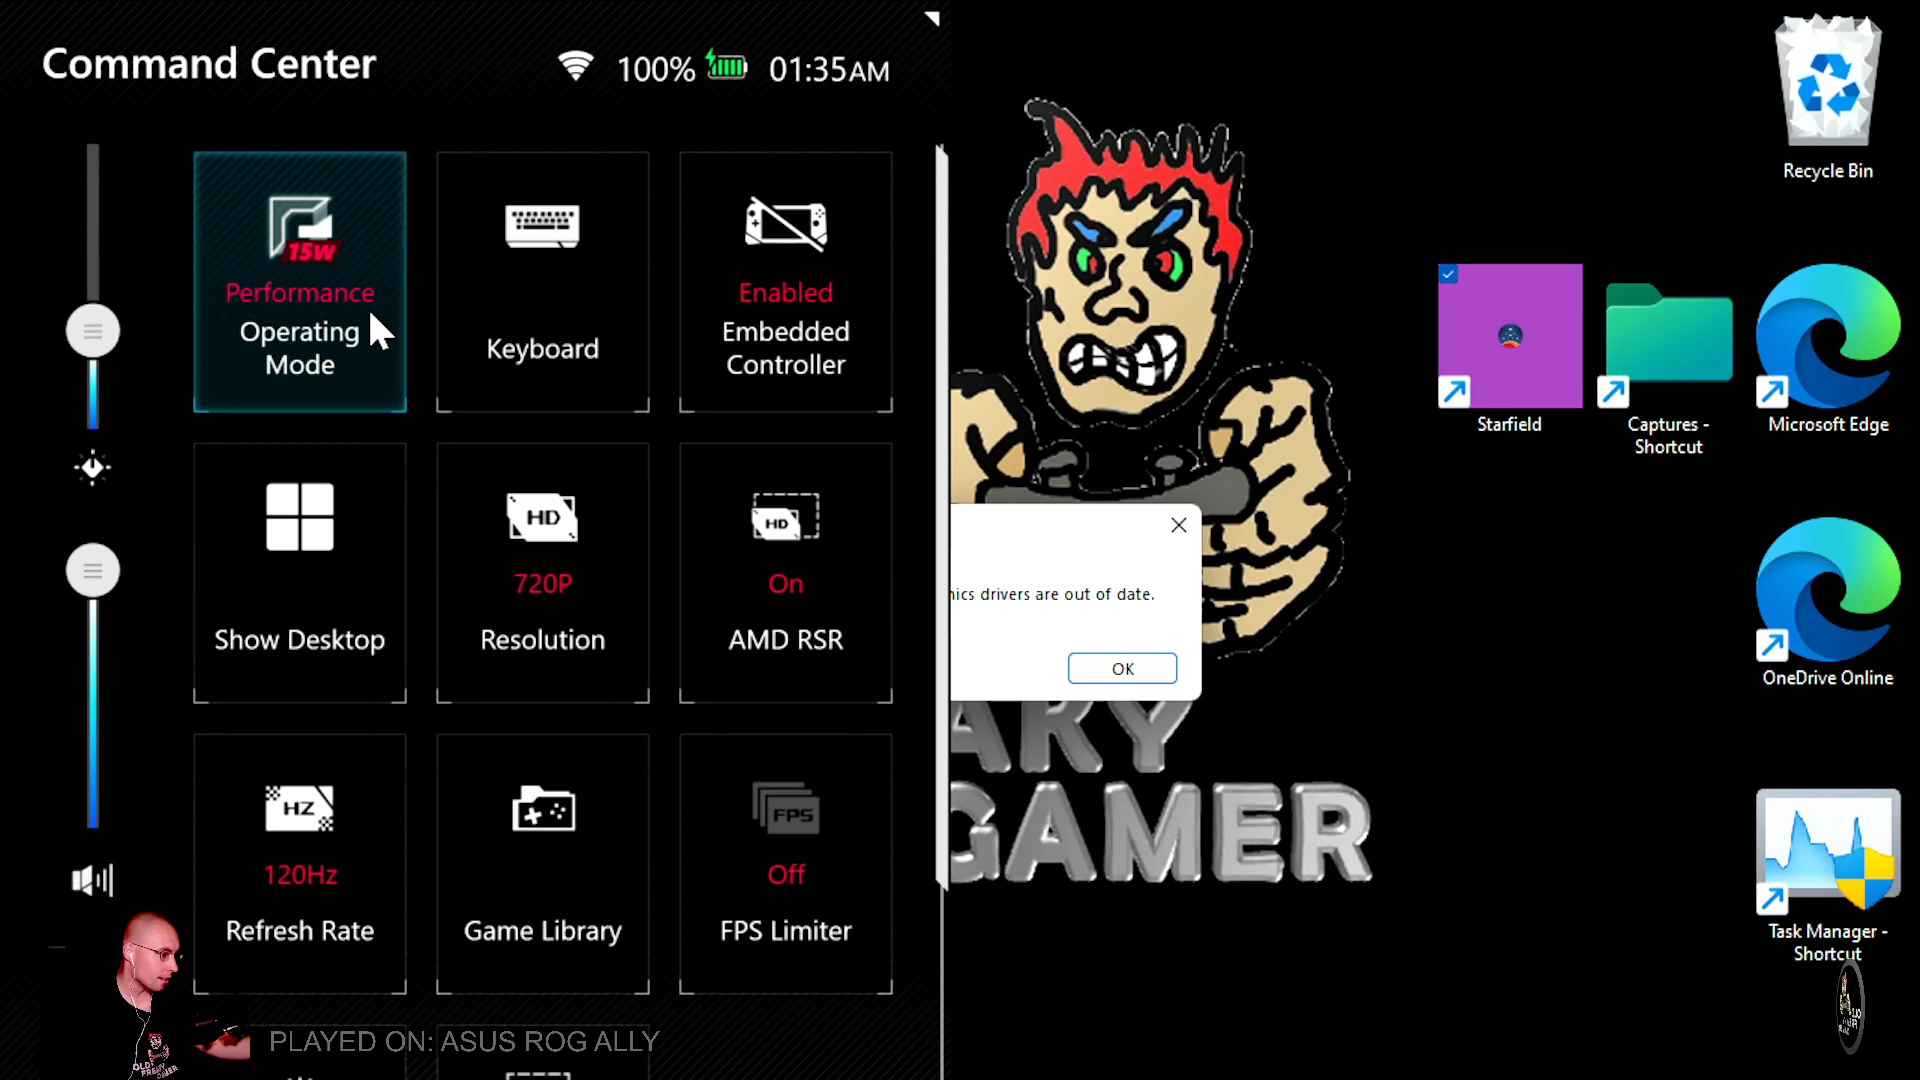 Command Center
100%
01:35AM
15W
Performance
Operating
Mode
Keyboard
Enabled
Embedded
Controller
Show Desktop
HD
720P
Resolution
HD
On
AMD RSR
HZ
120Hz
Refresh Rate
Game Library
FPS
Off
FPS Limiter
drivers are out of date.
OK
ARY
GAMER
Recycle Bin
Starfield
Captures -
Shortcut
Microsoft Edge
OneDrive Online
Task Manager -
Shortcut
PLAYED ON: ASUS ROG ALLY
OLD
FREAKY
GAMER